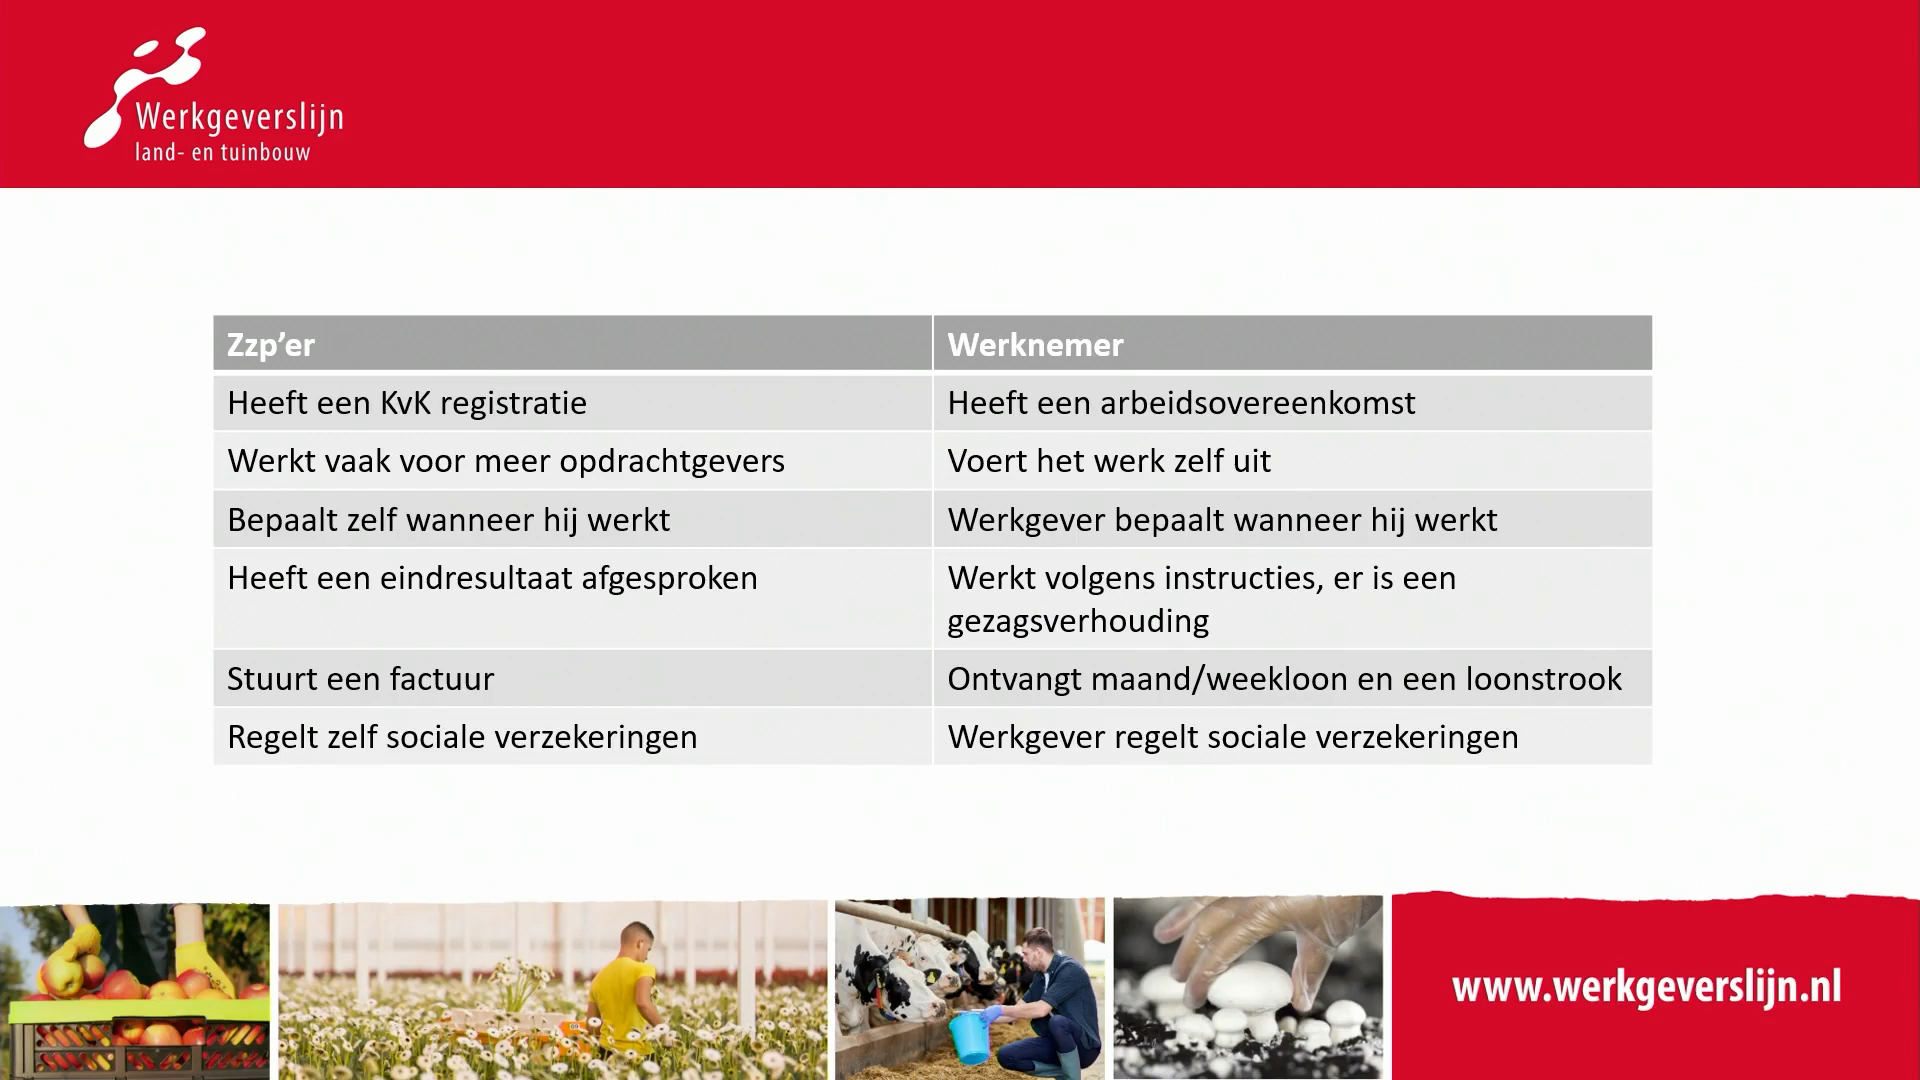 Werkgeverslijn
land- en tuinbouw
Zzp’er
Werknemer
Heeft een KvK registratie
Heeft een arbeidsovereenkomst
Werkt vaak voor meer opdrachtgevers
Voert het werk zelf uit
Bepaalt zelf wanneer hij werkt
Werkgever bepaalt wanneer hij werkt
Heeft een eindresultaat afgesproken
Werkt volgens instructies, er is een
gezagsverhouding
Stuurt een factuur
Ontvangt maand/weekloon en een loonstrook
Regelt zelf sociale verzekeringen
Werkgever regelt sociale verzekeringen
www.werkgeverslijn.nl